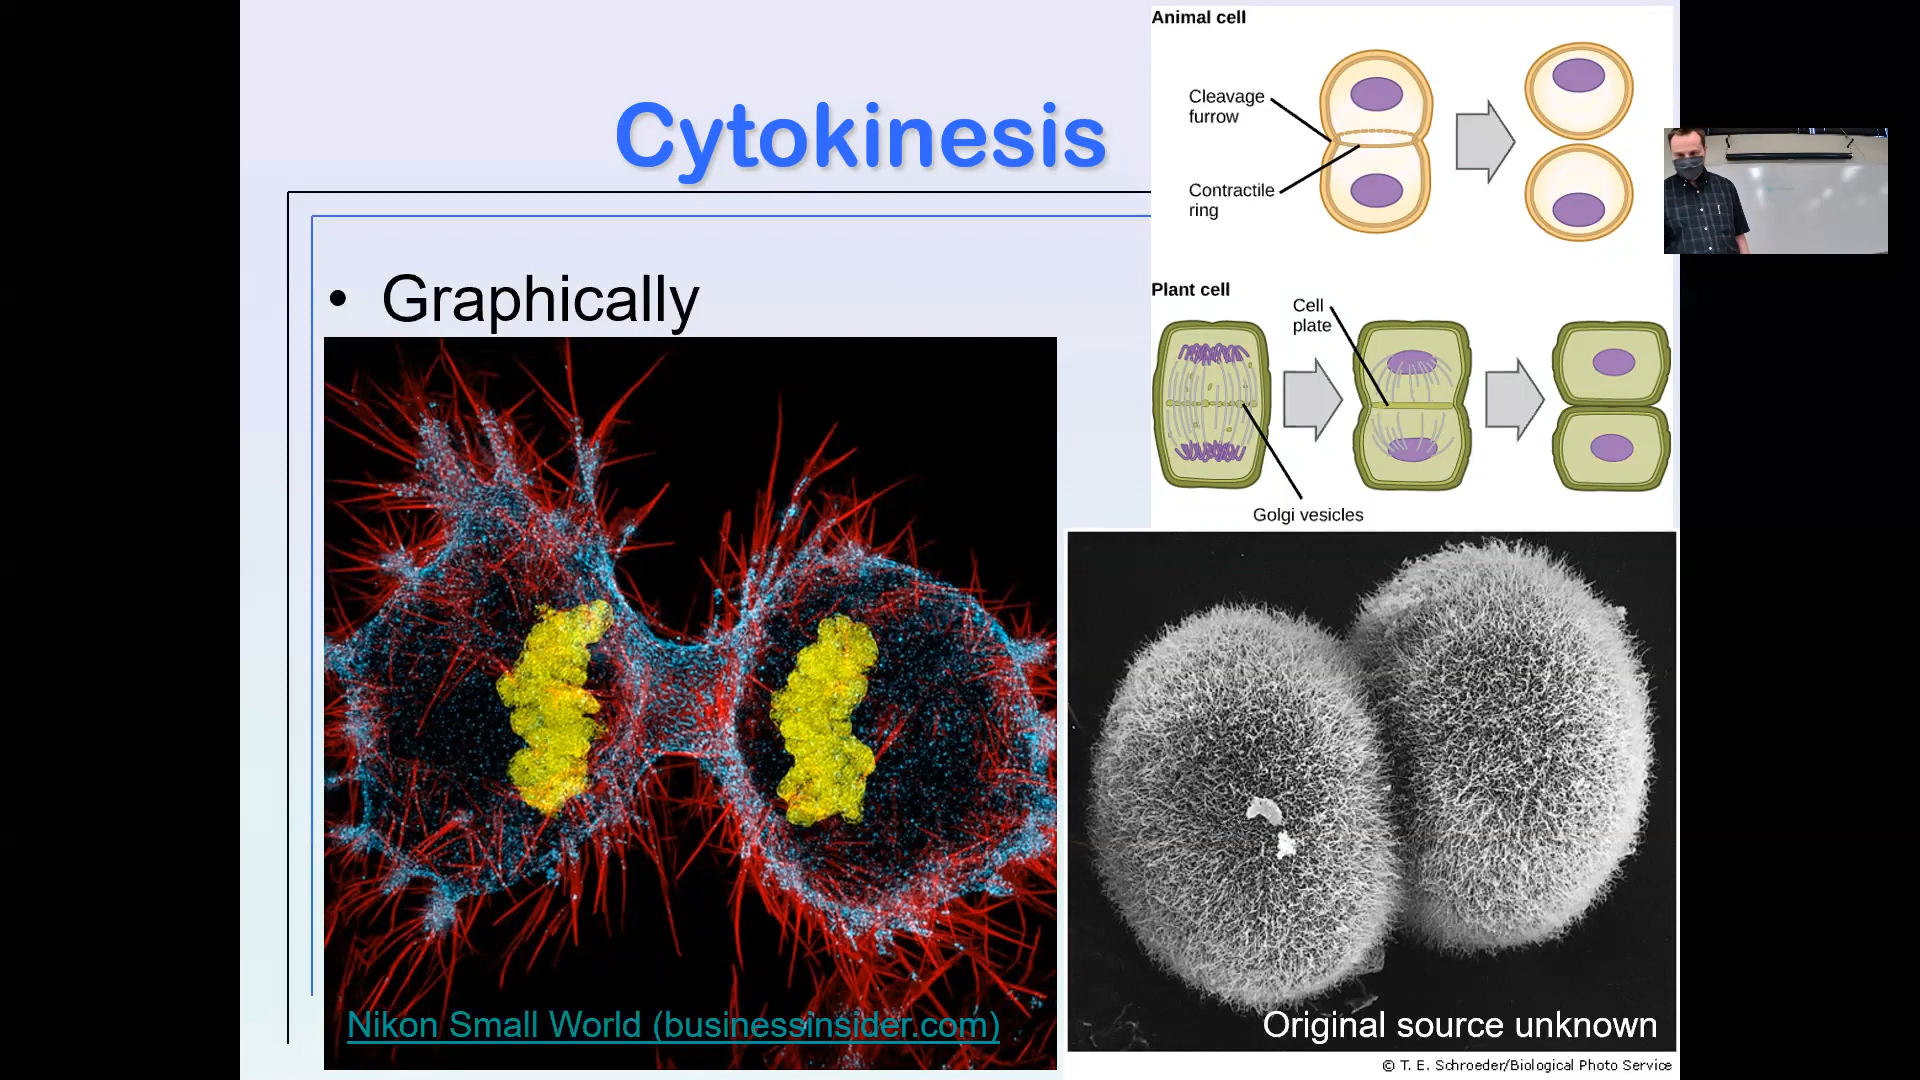 Cytokinesis
• Graphically
Nikon Small World (businessinsider.com)
Animal cell
Cleavage
furrow
Contractile
ring
Plant cell
Cell
plate
Golgi vesicles
Original source unknown
© T. E. Schroeder/Biological Photo Service